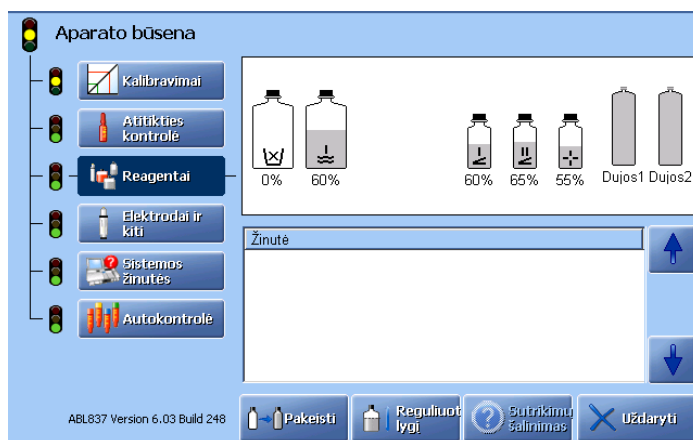 Aparato būsena
Kalibravimai
Atitikties
kontrolė
Reagentai
Elektrodai ir
kiti
Sistemos
žinutės
Autokontrolė
0%
60%
I
60%
II
65%
55%
Dujos1
Dujos2
Žinutė
ABL837 Version 6.03 Build 248
Pakeisti
Reguliuot
lygį
Sutrikimų
šalinimas
Uždaryti